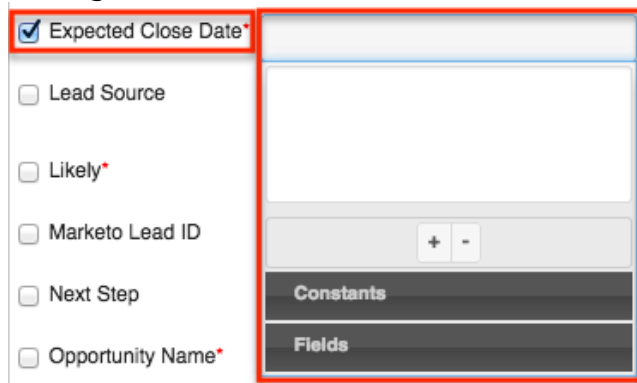 Expected Close Date*
Lead Source
Likely*
Marketo Lead ID
+ -
Next Step
Constants
Opportunity Name*
Fields